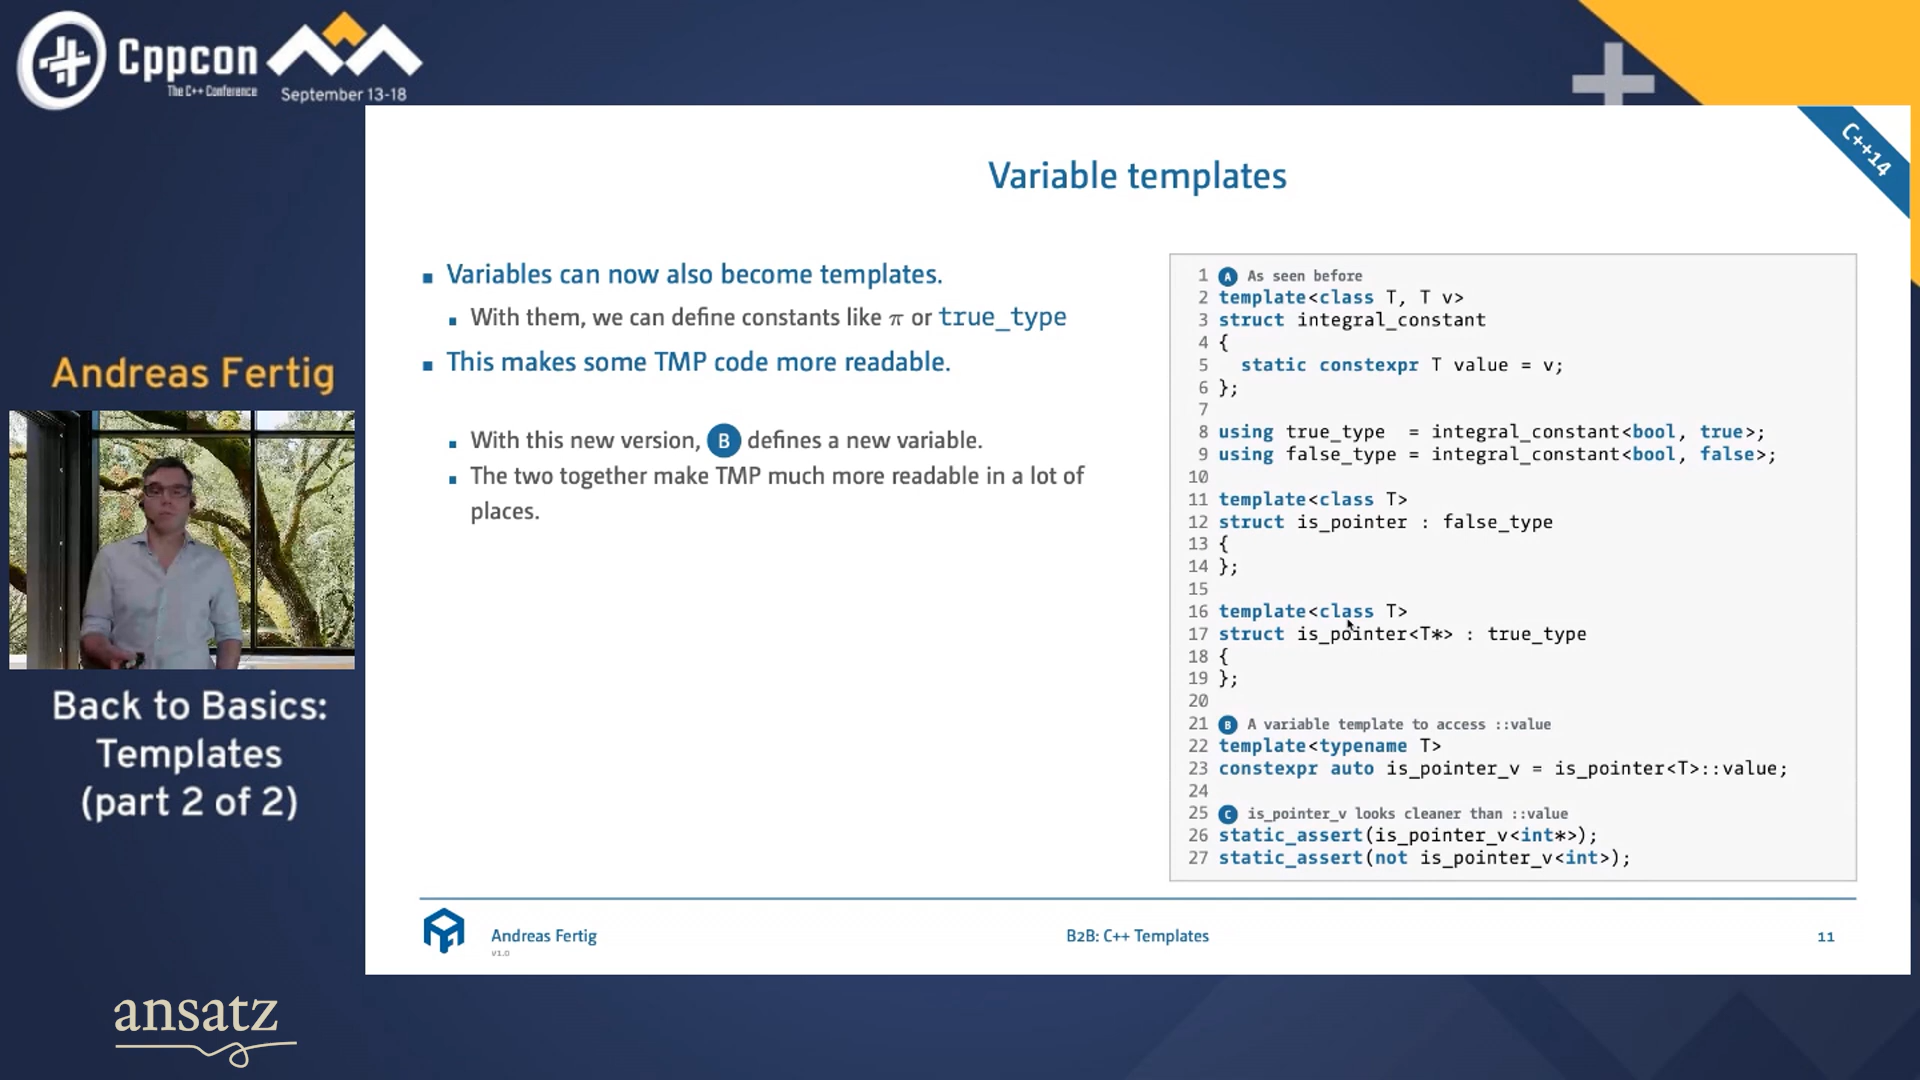 Cppcon
The C++ Conference
September 13-18
C++14
Andreas Fertig
Back to Basics:
Templates
(part 2 of 2)
ansatz
Variable templates
▪ Variables can now also become templates.
▪ With them, we can define constants like π or true_type
▪ This makes some TMP code more readable.
▪ With this new version, B defines a new variable.
▪ The two together make TMP much more readable in a lot of
places.
1 A As seen before
2 template<class T, T v>
3 struct integral_constant
4 {
5   static constexpr T value = v;
6 };
7
8 using true_type  = integral_constant<bool, true>;
9 using false_type = integral_constant<bool, false>;
10
11 template<class T>
12 struct is_pointer : false_type
13 {
14 };
15
16 template<class T>
17 struct is_pointer<T*> : true_type
18 {
19 };
20
21 B A variable template to access ::value
22 template<typename T>
23 constexpr auto is_pointer_v = is_pointer<T>::value;
24
25 C is_pointer_v looks cleaner than ::value
26 static_assert(is_pointer_v<int*>);
27 static_assert(not is_pointer_v<int>);
Andreas Fertig
v1.0
B2B: C++ Templates
11